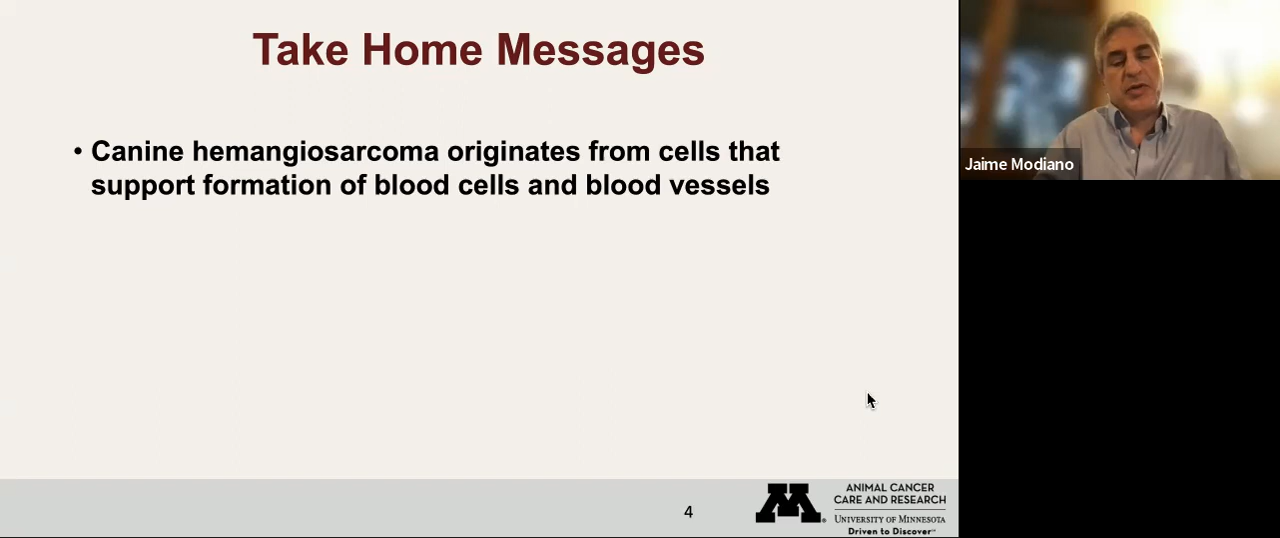 Take Home Messages
• Canine hemangiosarcoma originates from cells that
support formation of blood cells and blood vessels
Jaime Modiano
4
M
ANIMAL CANCER
CARE AND RESEARCH
UNIVERSITY OF MINNESOTA
Driven to Discover℠